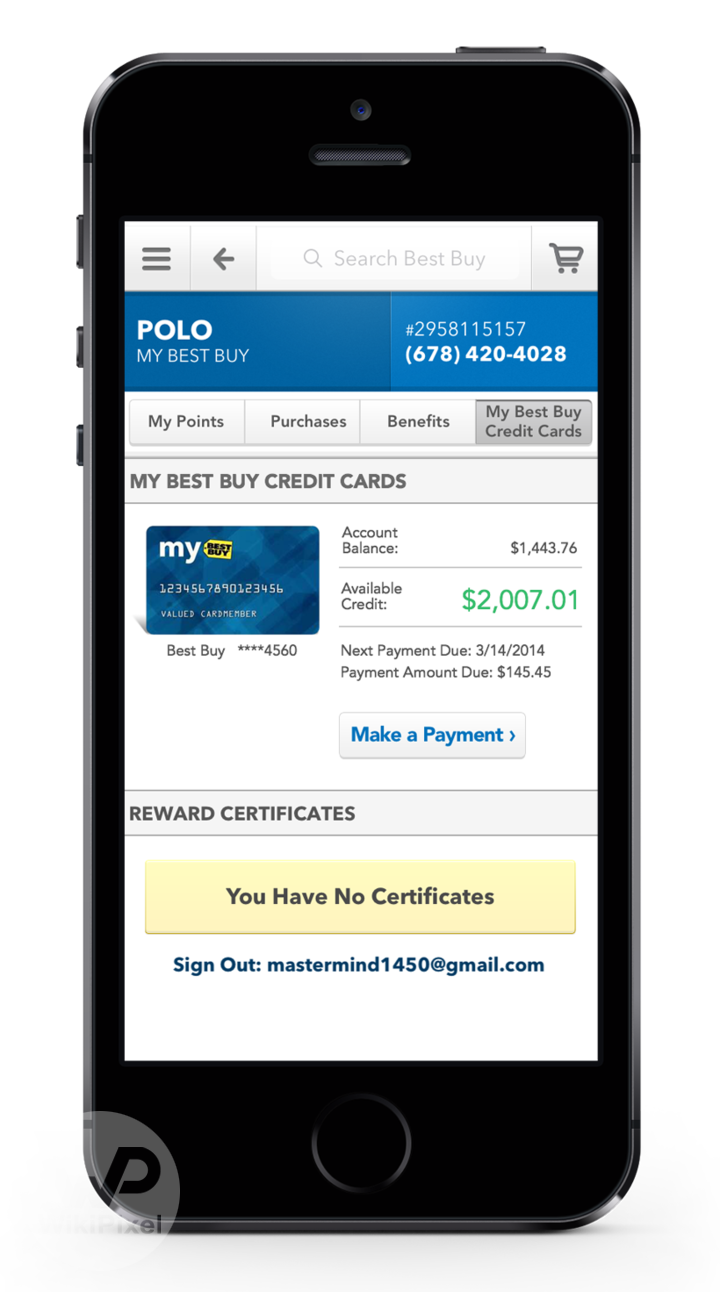 Search Best Buy
POLO
MY BEST BUY
#2958115157
(678) 420-4028
My Points
Purchases
Benefits
My Best Buy
Credit Cards
MY BEST BUY CREDIT CARDS
my BEST BUY
1234567890123456
VALUED CARDMEMBER
Best Buy ****4560
Account
Balance:
$1,443.76
Available
Credit:
$2,007.01
Next Payment Due: 3/14/2014
Payment Amount Due: $145.45
Make a Payment ›
REWARD CERTIFICATES
You Have No Certificates
Sign Out: mastermind1450@gmail.com